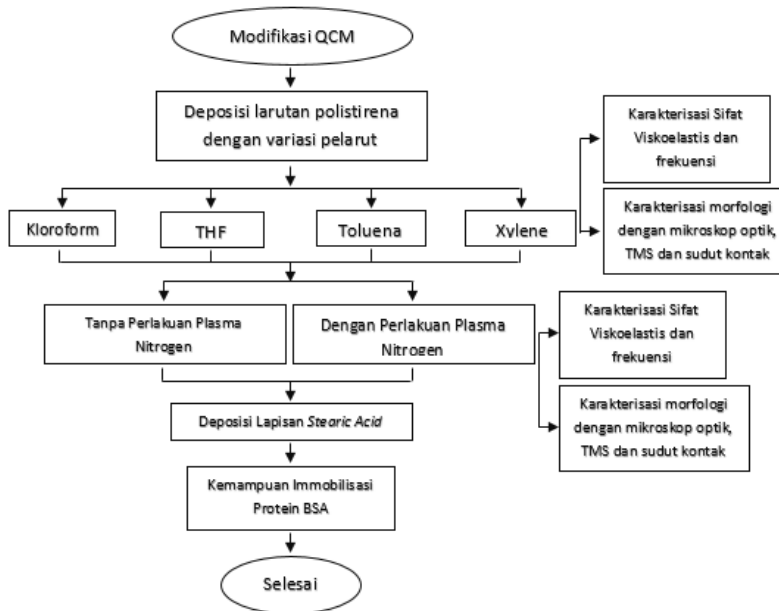 Modifikasi QCM
Deposisi larutan polistirena
dengan variasi pelarut
Karakterisasi Sifat
Viskoelastis dan
frekuensi
Kloroform
THF
Toluena
Xylene
Karakterisasi morfologi
dengan mikroskop optik,
TMS dan sudut kontak
Tanpa Perlakuan Plasma
Nitrogen
Dengan Perlakuan Plasma
Nitrogen
Karakterisasi Sifat
Viskoelastis dan
frekuensi
Karakterisasi morfologi
dengan mikroskop optik,
TMS dan sudut kontak
Deposisi Lapisan Stearic Acid
Kemampuan Immobilisasi
Protein BSA
Selesai